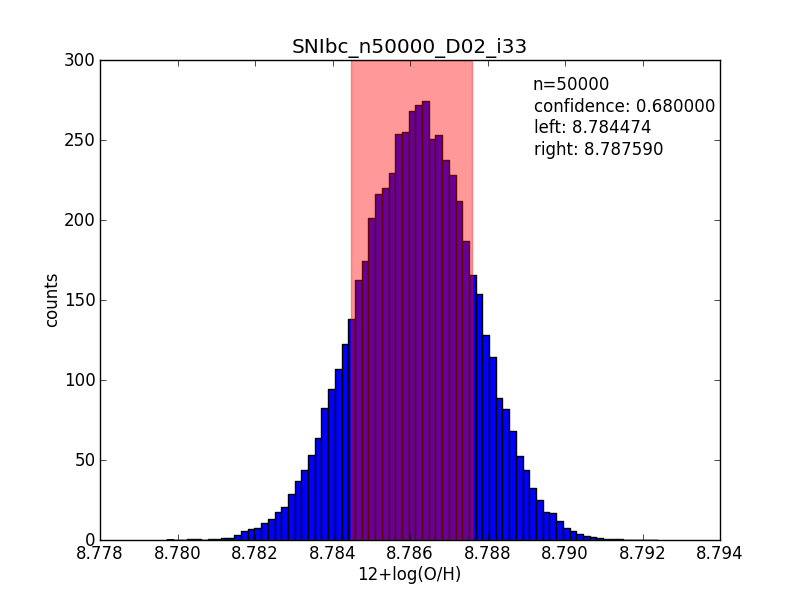 SNIbc_n50000_D02_i33
n=50000
confidence: 0.680000
left: 8.784474
right: 8.787590
300
250
200
150
100
50
0
counts
8.778 8.780 8.782 8.784 8.786 8.788 8.790 8.792 8.794
12+log(O/H)